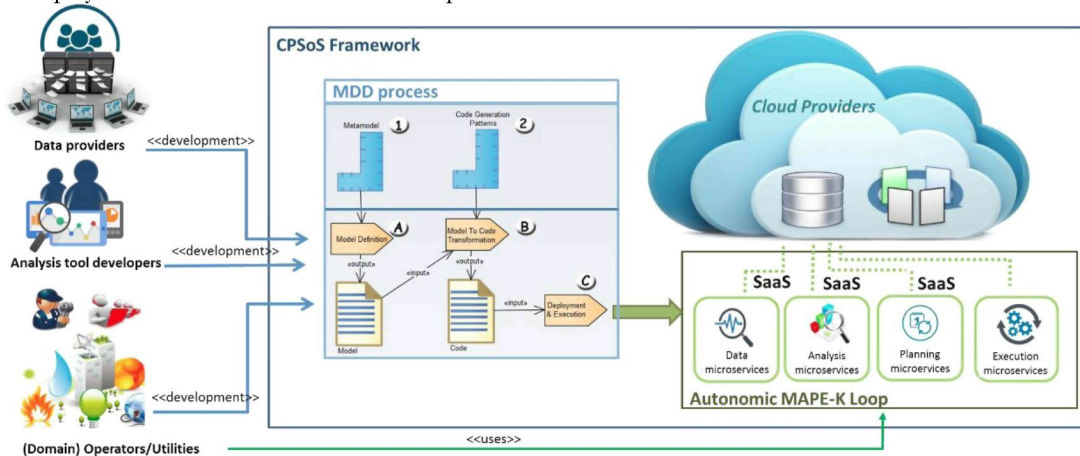 CPSoS Framework
MDD process
Metamodel
1
Code Generation
Patterns
2
Cloud Providers
Data providers
<<development>>
Model Definition
A
Model To Code
Transformation
B
Analysis tool developers
<<development>>
«output»
«input»
«output»
C
«input»
Deployment
& Execution
Model
Code
SaaS
SaaS
SaaS
Data
microservices
Analysis
microservices
Planning
microervices
Execution
microservices
Autonomic MAPE-K Loop
<<development>>
(Domain) Operators/Utilities
<<uses>>